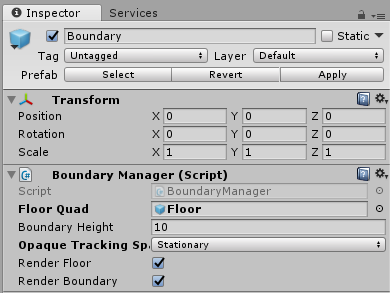 Inspector Services
Boundary Static
Tag Untagged Layer Default
Prefab Select Revert Apply
Transform
Position X 0 Y 0 Z 0
Rotation X 0 Y 0 Z 0
Scale X 1 Y 1 Z 1
Boundary Manager (Script)
Script BoundaryManager
Floor Quad Floor
Boundary Height 10
Opaque Tracking Spa Stationary
Render Floor
Render Boundary